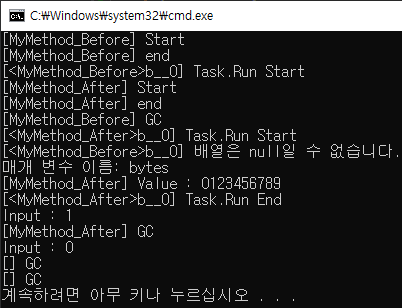 C:₩Windows₩system32₩cmd.exe
[MyMethod_Before] Start
[MyMethod_Before] end
[<MyMethod_Before>b__0] Task.Run Start
[MyMethod_After] Start
[MyMethod_After] end
[MyMethod_Before] GC
[<MyMethod_After>b__0] Task.Run Start
[<MyMethod_Before>b__0] 배열은 null일 수 없습니다.
매개 변수 이름: bytes
[MyMethod_After] Value : 0123456789
[<MyMethod_After>b__0] Task.Run End
Input : 1
[MyMethod_After] GC
Input : 0
[] GC
[] GC
계속하려면 아무 키나 누르십시오 . . .